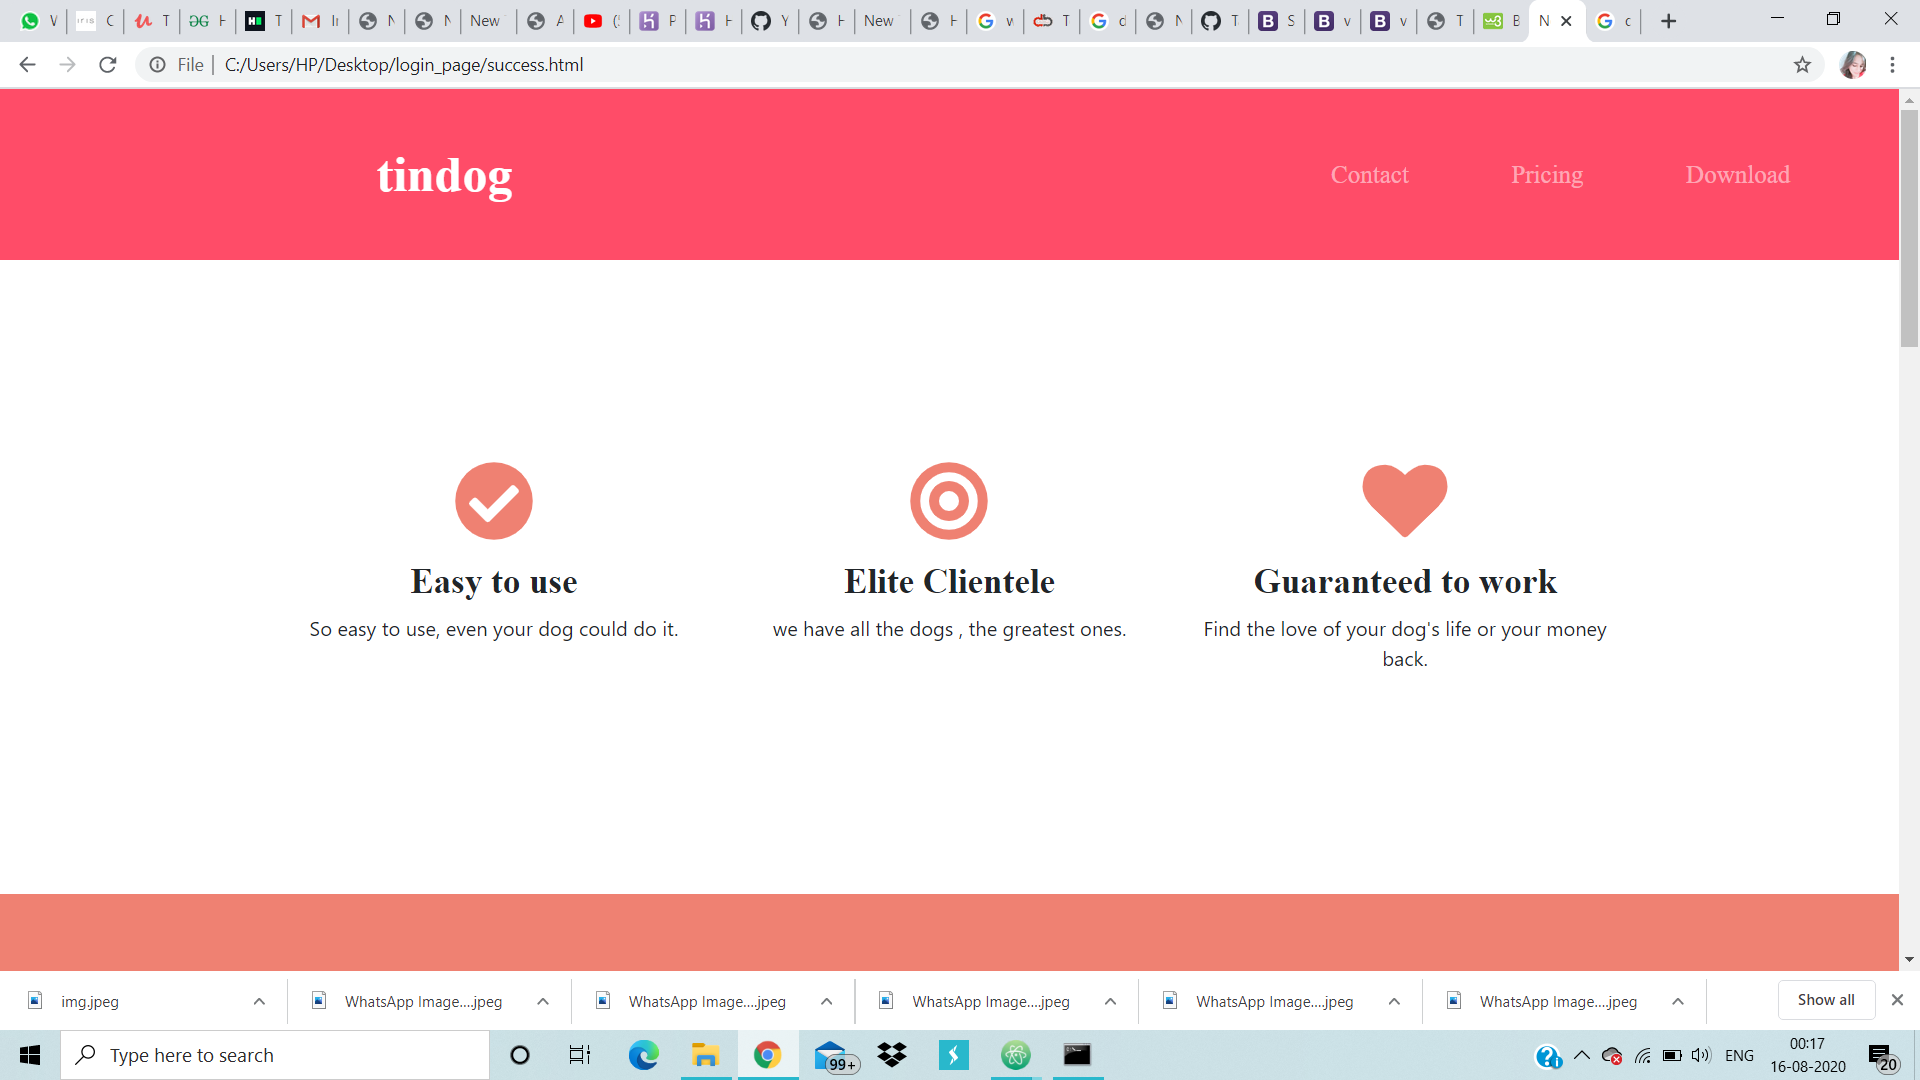 W
iris
C
T
H
T
In
N
N
New
A
(5
P
H
Y
H
New
H
w
T
d
N
T
S
v
v
T
B
N
c
File
C:/Users/HP/Desktop/login_page/success.html
tindog
Contact
Pricing
Download
Easy to use
Elite Clientele
Guaranteed to work
So easy to use, even your dog could do it.
we have all the dogs , the greatest ones.
Find the love of your dog's life or your money
back.
img.jpeg
WhatsApp Image....jpeg
WhatsApp Image....jpeg
WhatsApp Image....jpeg
WhatsApp Image....jpeg
WhatsApp Image....jpeg
Show all
Type here to search
99+
ENG
00:17
16-08-2020
20